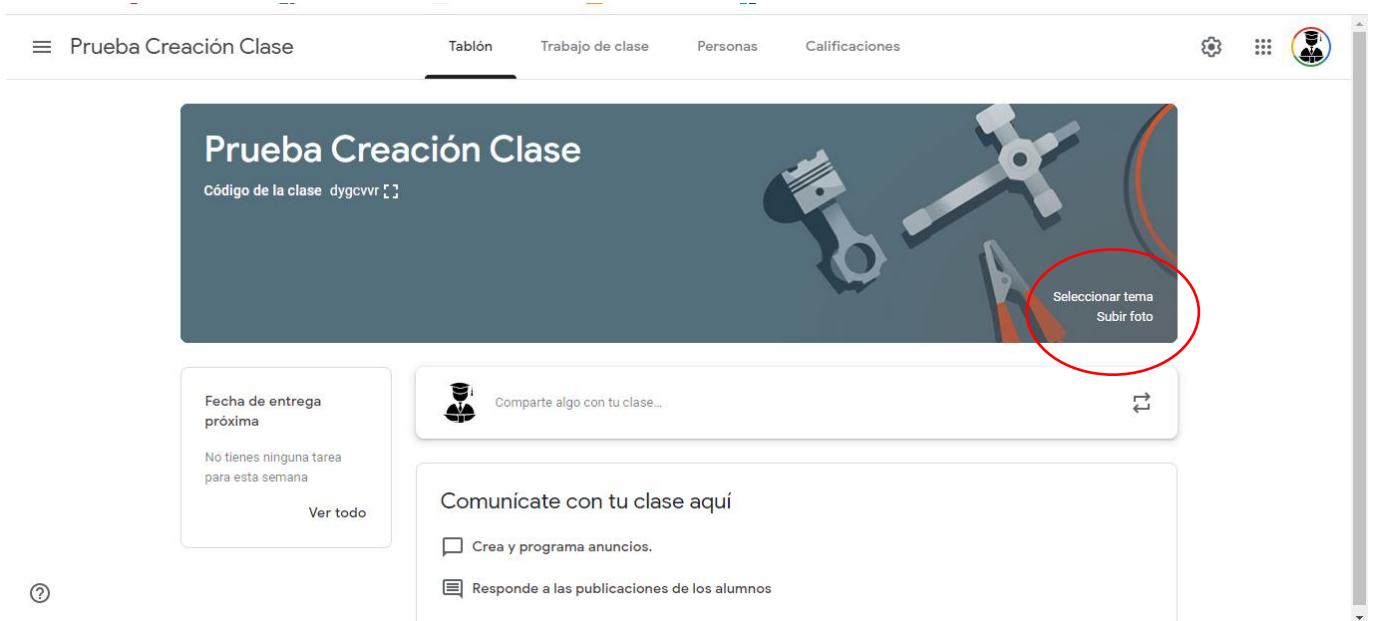 Prueba Creación Clase
Tablón
Trabajo de clase
Personas
Calificaciones
Prueba Creación Clase
Código de la clase dygcvvr
Seleccionar tema
Subir foto
Fecha de entrega
próxima
No tienes ninguna tarea
para esta semana
Ver todo
Comparte algo con tu clase...
Comunícate con tu clase aquí
Crea y programa anuncios.
Responde a las publicaciones de los alumnos